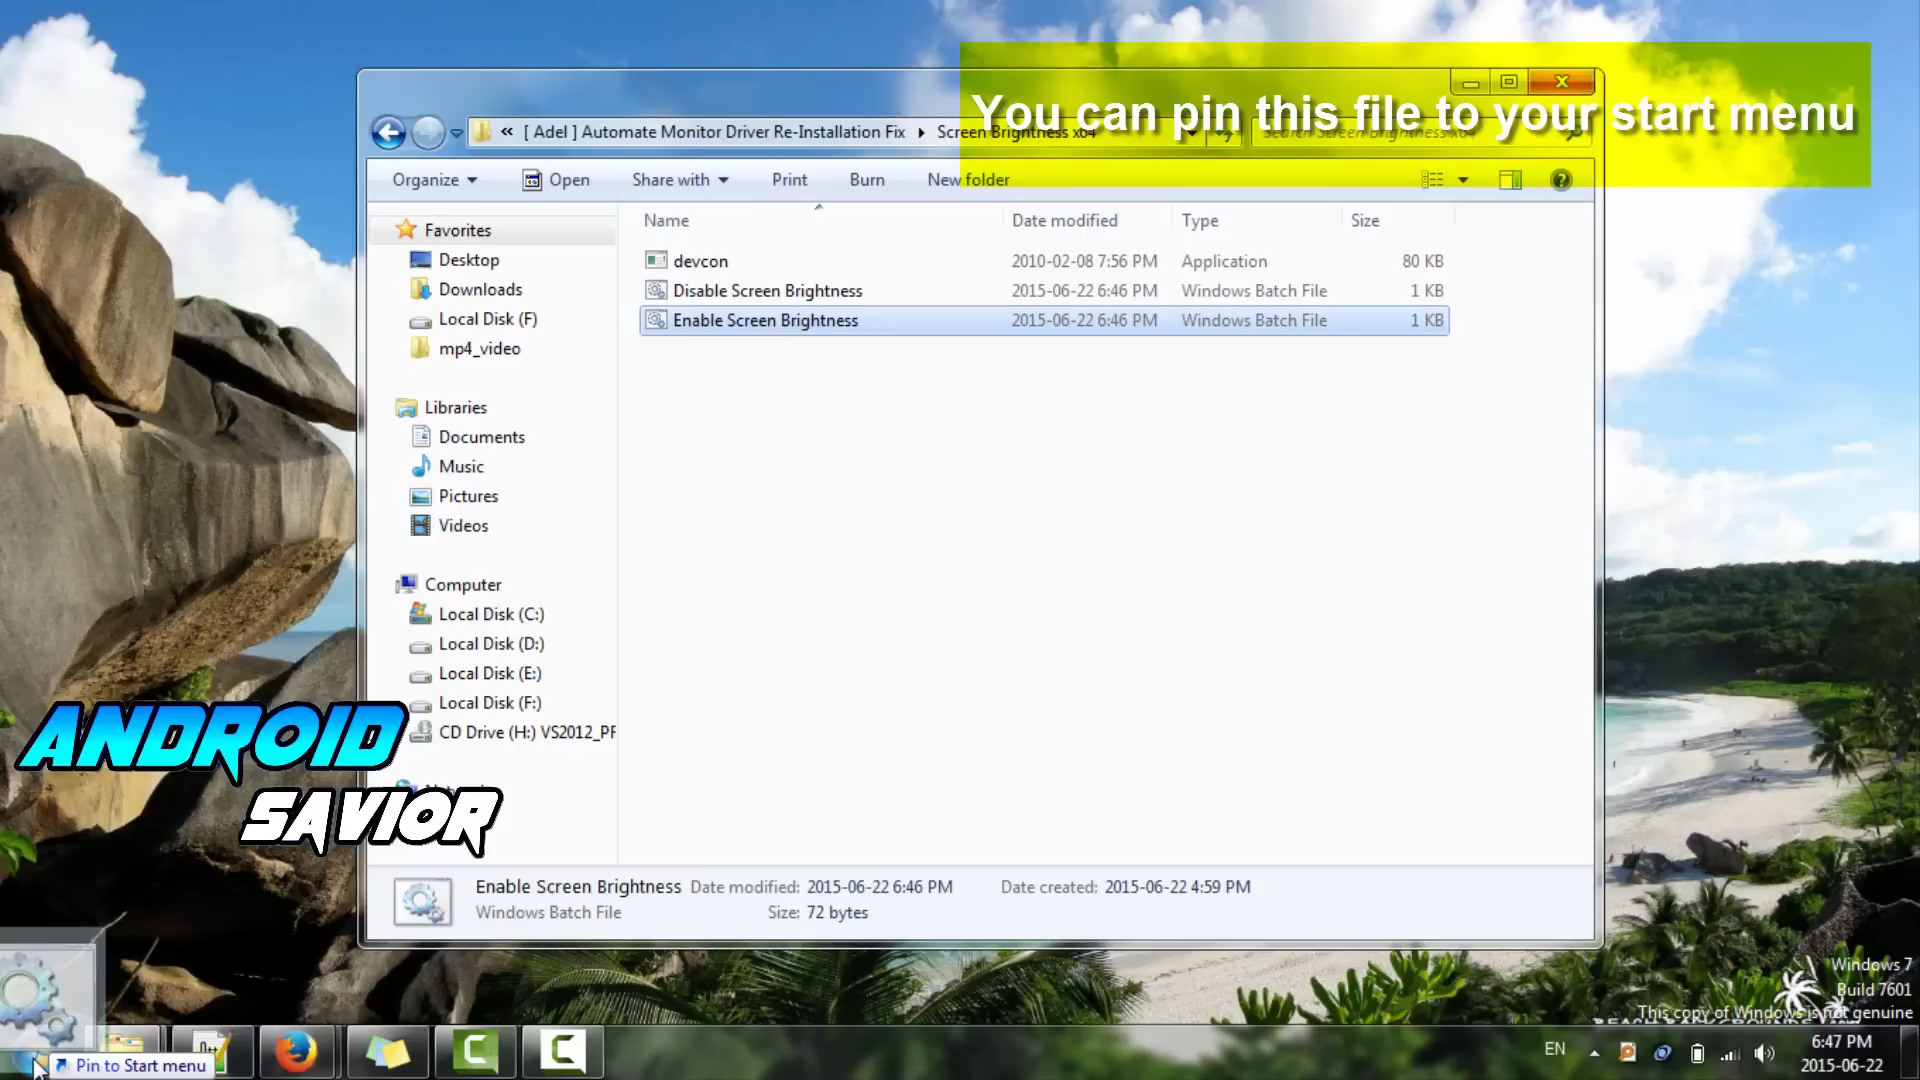 You can pin this file to your start menu
« [ Adel ] Automate Monitor Driver Re-Installation Fix Screen Brightness x64
Search Screen Brightness x64
Organize Open Share with Print Burn New folder
Name Date modified Type Size
devcon 2010-02-08 7:56 PM Application 80 KB
Disable Screen Brightness 2015-06-22 6:46 PM Windows Batch File 1 KB
Enable Screen Brightness 2015-06-22 6:46 PM Windows Batch File 1 KB
Favorites
Desktop
Downloads
Local Disk (F)
mp4_video
Libraries
Documents
Music
Pictures
Videos
Computer
Local Disk (C:)
Local Disk (D:)
Local Disk (E:)
Local Disk (F:)
CD Drive (H:) VS2012_PF
ANDROID
SAVIOR
Enable Screen Brightness Date modified: 2015-06-22 6:46 PM Date created: 2015-06-22 4:59 PM
Windows Batch File Size: 72 bytes
Windows 7
Build 7601
This copy of Windows is not genuine
Pin to Start menu
EN
6:47 PM
2015-06-22